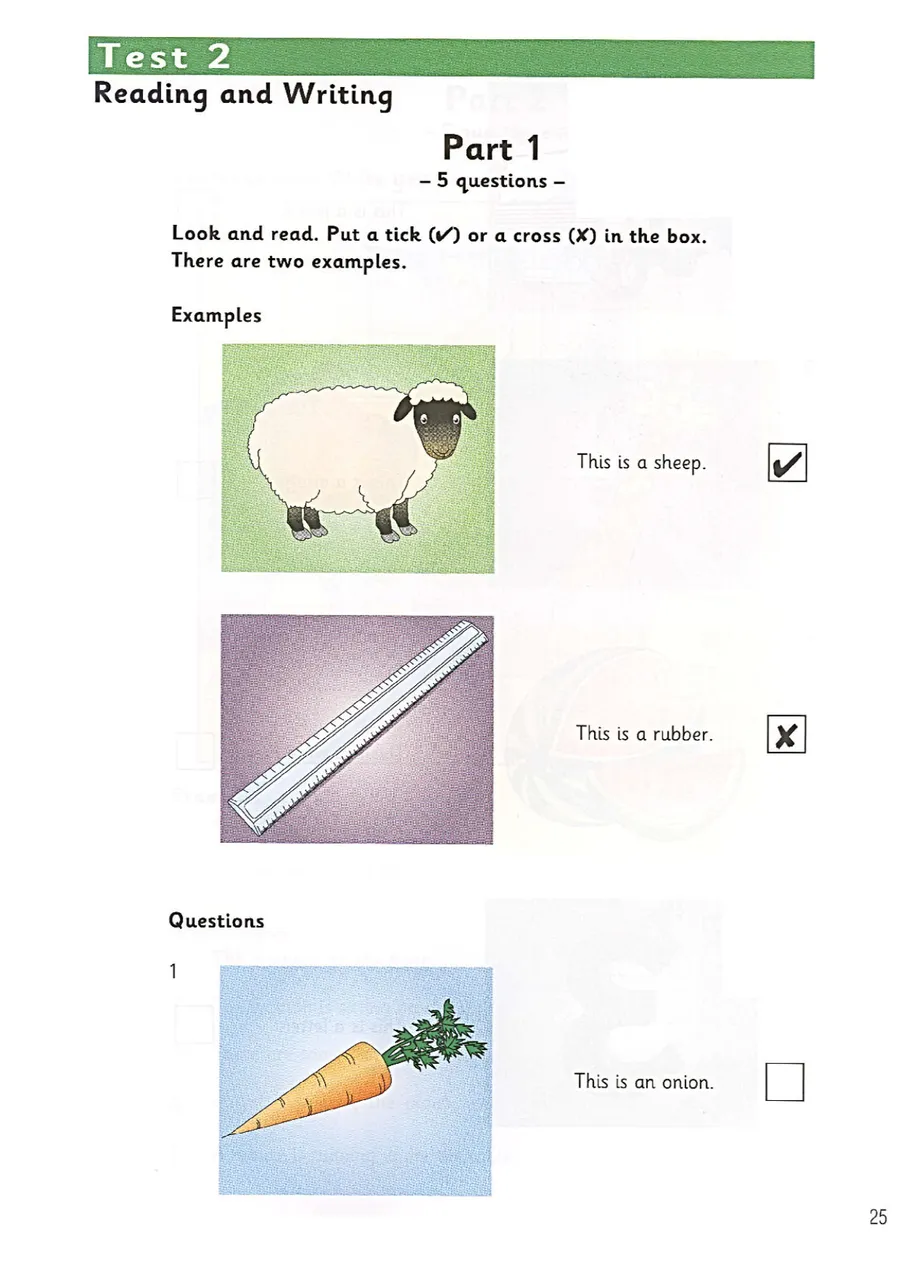 Test 2
Reading and Writing
Part 1
– 5 questions –
Look and read. Put a tick (✔) or a cross (✘) in the box.
There are two examples.
Examples
This is a sheep. ✔
This is a rubber. ✘
Questions
1
This is an onion.
25